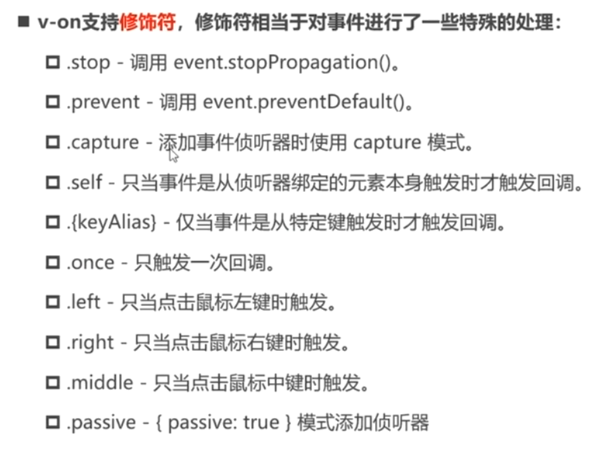 v-on支持修饰符，修饰符相当于对事件进行了一些特殊的处理：
.stop - 调用 event.stopPropagation()。
.prevent - 调用 event.preventDefault()。
.capture - 添加事件侦听器时使用 capture 模式。
.self - 只当事件是从侦听器绑定的元素本身触发时才触发回调。
.{keyAlias} - 仅当事件是从特定键触发时才触发回调。
.once - 只触发一次回调。
.left - 只当点击鼠标左键时触发。
.right - 只当点击鼠标右键时触发。
.middle - 只当点击鼠标中键时触发。
.passive - { passive: true } 模式添加侦听器